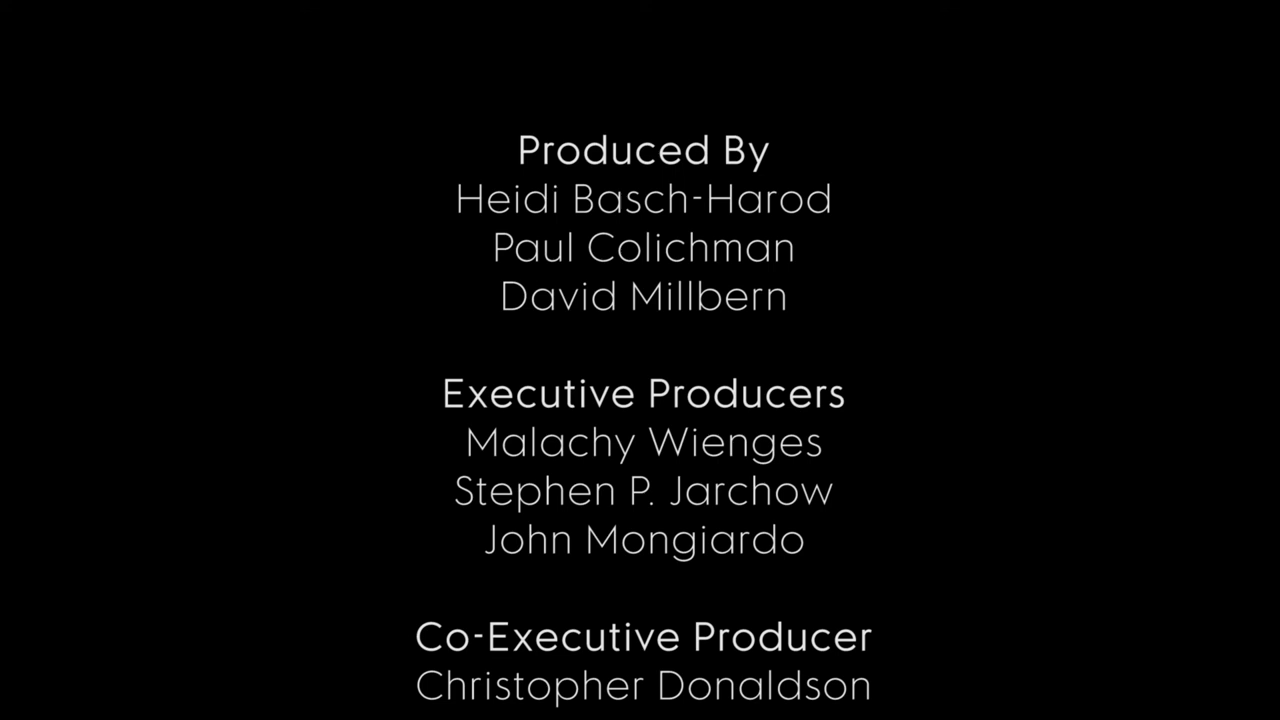 Produced By
Heidi Basch-Harod
Paul Colichman
David Millbern
Executive Producers
Malachy Wienges
Stephen P. Jarchow
John Mongiardo
Co-Executive Producer
Christopher Donaldson